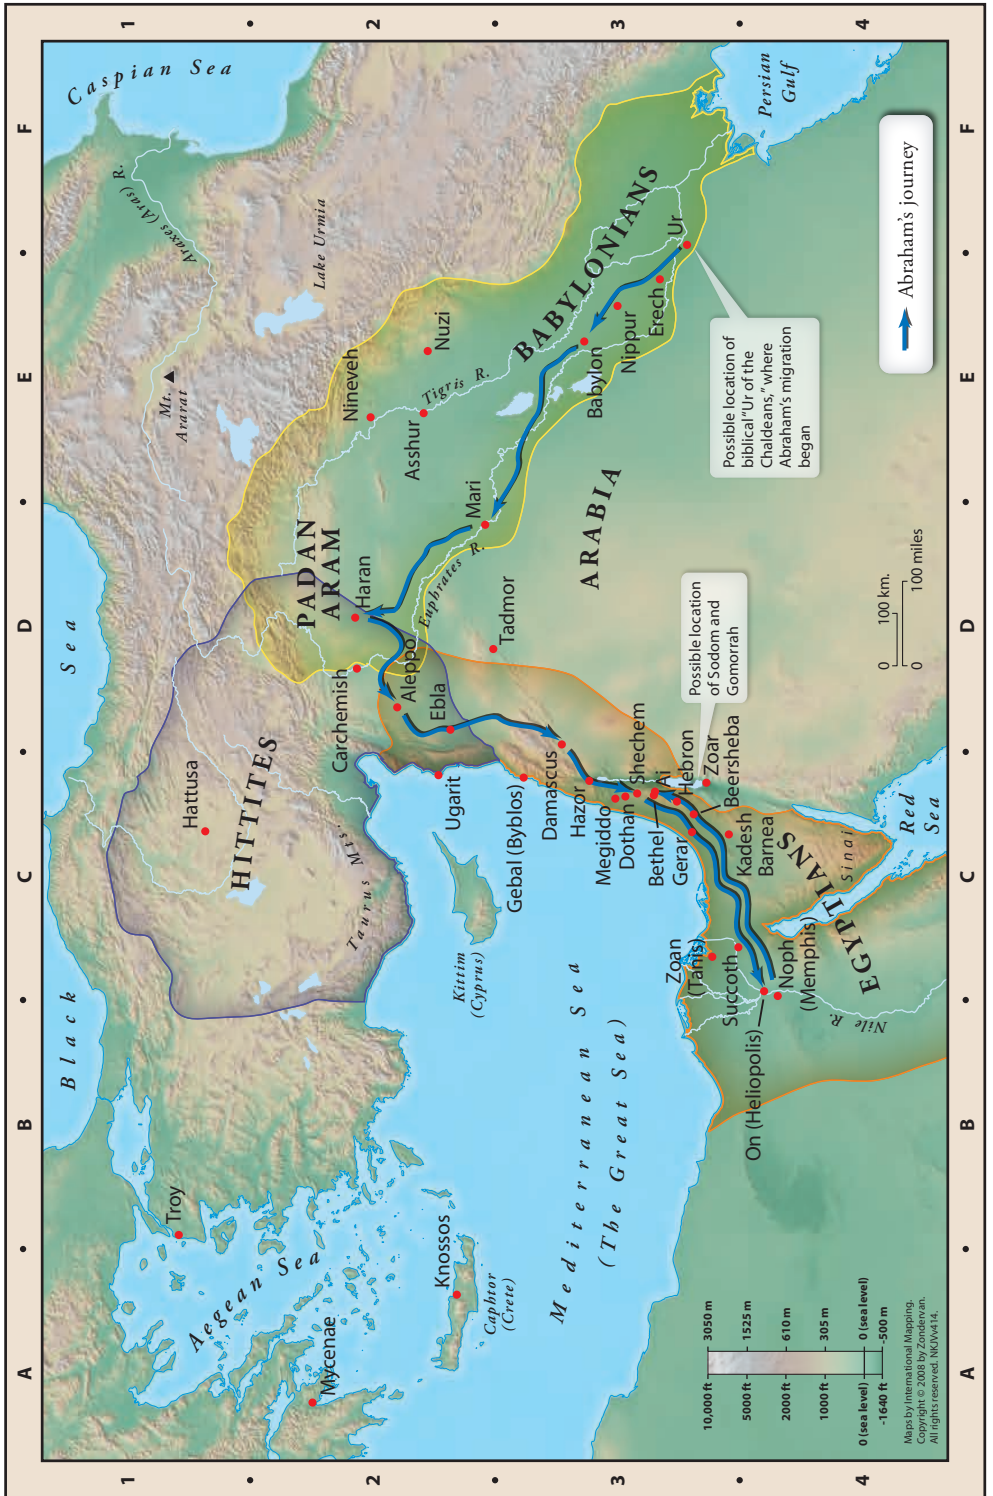 A
B
C
D
E
F
1
2
3
4
1
2
3
4
A
B
C
D
E
F
Black
Sea
Caspian Sea
Araxes (Aras) R.
Lake Urmia
Mt.
Ararat
Troy
Aegean Sea
Mycenae
Knossos
Caphtor
(Crete)
Hattusa
HITTITES
Taurus Mts.
Kittim
(Cyprus)
Mediterranean Sea
(The Great Sea)
Carchemish
PADAN
ARAM
Haran
Aleppo
Ebla
Ugarit
Gebal (Byblos)
Euphrates R.
Tadmor
Mari
Nineveh
Nuzi
Asshur
Tigris R.
BABYLONIANS
Babylon
Nippur
Erech
Ur
Persian
Gulf
ARABIA
Damascus
Hazor
Megiddo
Dothan
Shechem
Bethel
Ai
Gerar
Hebron
Zoar
Beersheba
Kadesh
Barnea
Sinai
Red
Sea
EGYPTIANS
Zoan
(Tanis)
Succoth
Noph
(Memphis)
On (Heliopolis)
Nile R.
Possible location
of Sodom and
Gomorrah
Possible location of
biblical "Ur of the
Chaldeans," where
Abraham's migration
began
Abraham's journey
0 100 km.
0 100 miles
10,000 ft 3050 m
5000 ft 1525 m
2000 ft 610 m
1000 ft 305 m
0 (sea level) 0 (sea level)
-1640 ft -500 m
Maps by International Mapping.
Copyright © 2008 by Zondervan.
All rights reserved. NKJVv414.